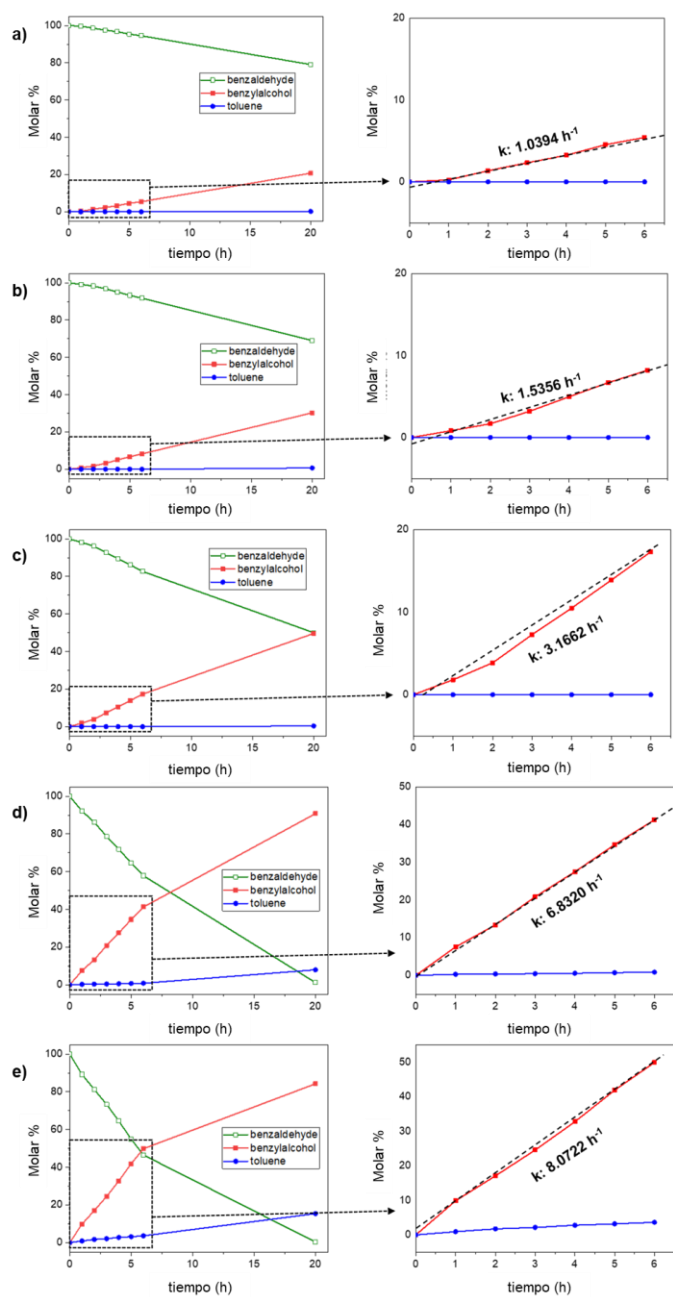 a)
Molar %
100
80
60
40
20
0
benzaldehyde
benzylalcohol
toluene
0 5 10 15 20
tiempo (h)
Molar %
20
10
0
k: 1.0394 h⁻¹
0 1 2 3 4 5 6
tiempo (h)
b)
Molar %
100
80
60
40
20
0
benzaldehyde
benzylalcohol
toluene
0 5 10 15 20
tiempo (h)
Molar %
20
10
0
k: 1.5356 h⁻¹
0 1 2 3 4 5 6
tiempo (h)
c)
Molar %
100
80
60
40
20
0
benzaldehyde
benzylalcohol
toluene
0 5 10 15 20
tiempo (h)
Molar %
20
10
0
k: 3.1662 h⁻¹
0 1 2 3 4 5 6
tiempo (h)
d)
Molar %
100
80
60
40
20
0
benzaldehyde
benzylalcohol
toluene
0 5 10 15 20
tiempo (h)
Molar %
50
40
30
20
10
0
k: 6.8320 h⁻¹
0 1 2 3 4 5 6
tiempo (h)
e)
Molar %
100
80
60
40
20
0
benzaldehyde
benzylalcohol
toluene
0 5 10 15 20
tiempo (h)
Molar %
50
40
30
20
10
0
k: 8.0722 h⁻¹
0 1 2 3 4 5 6
tiempo (h)